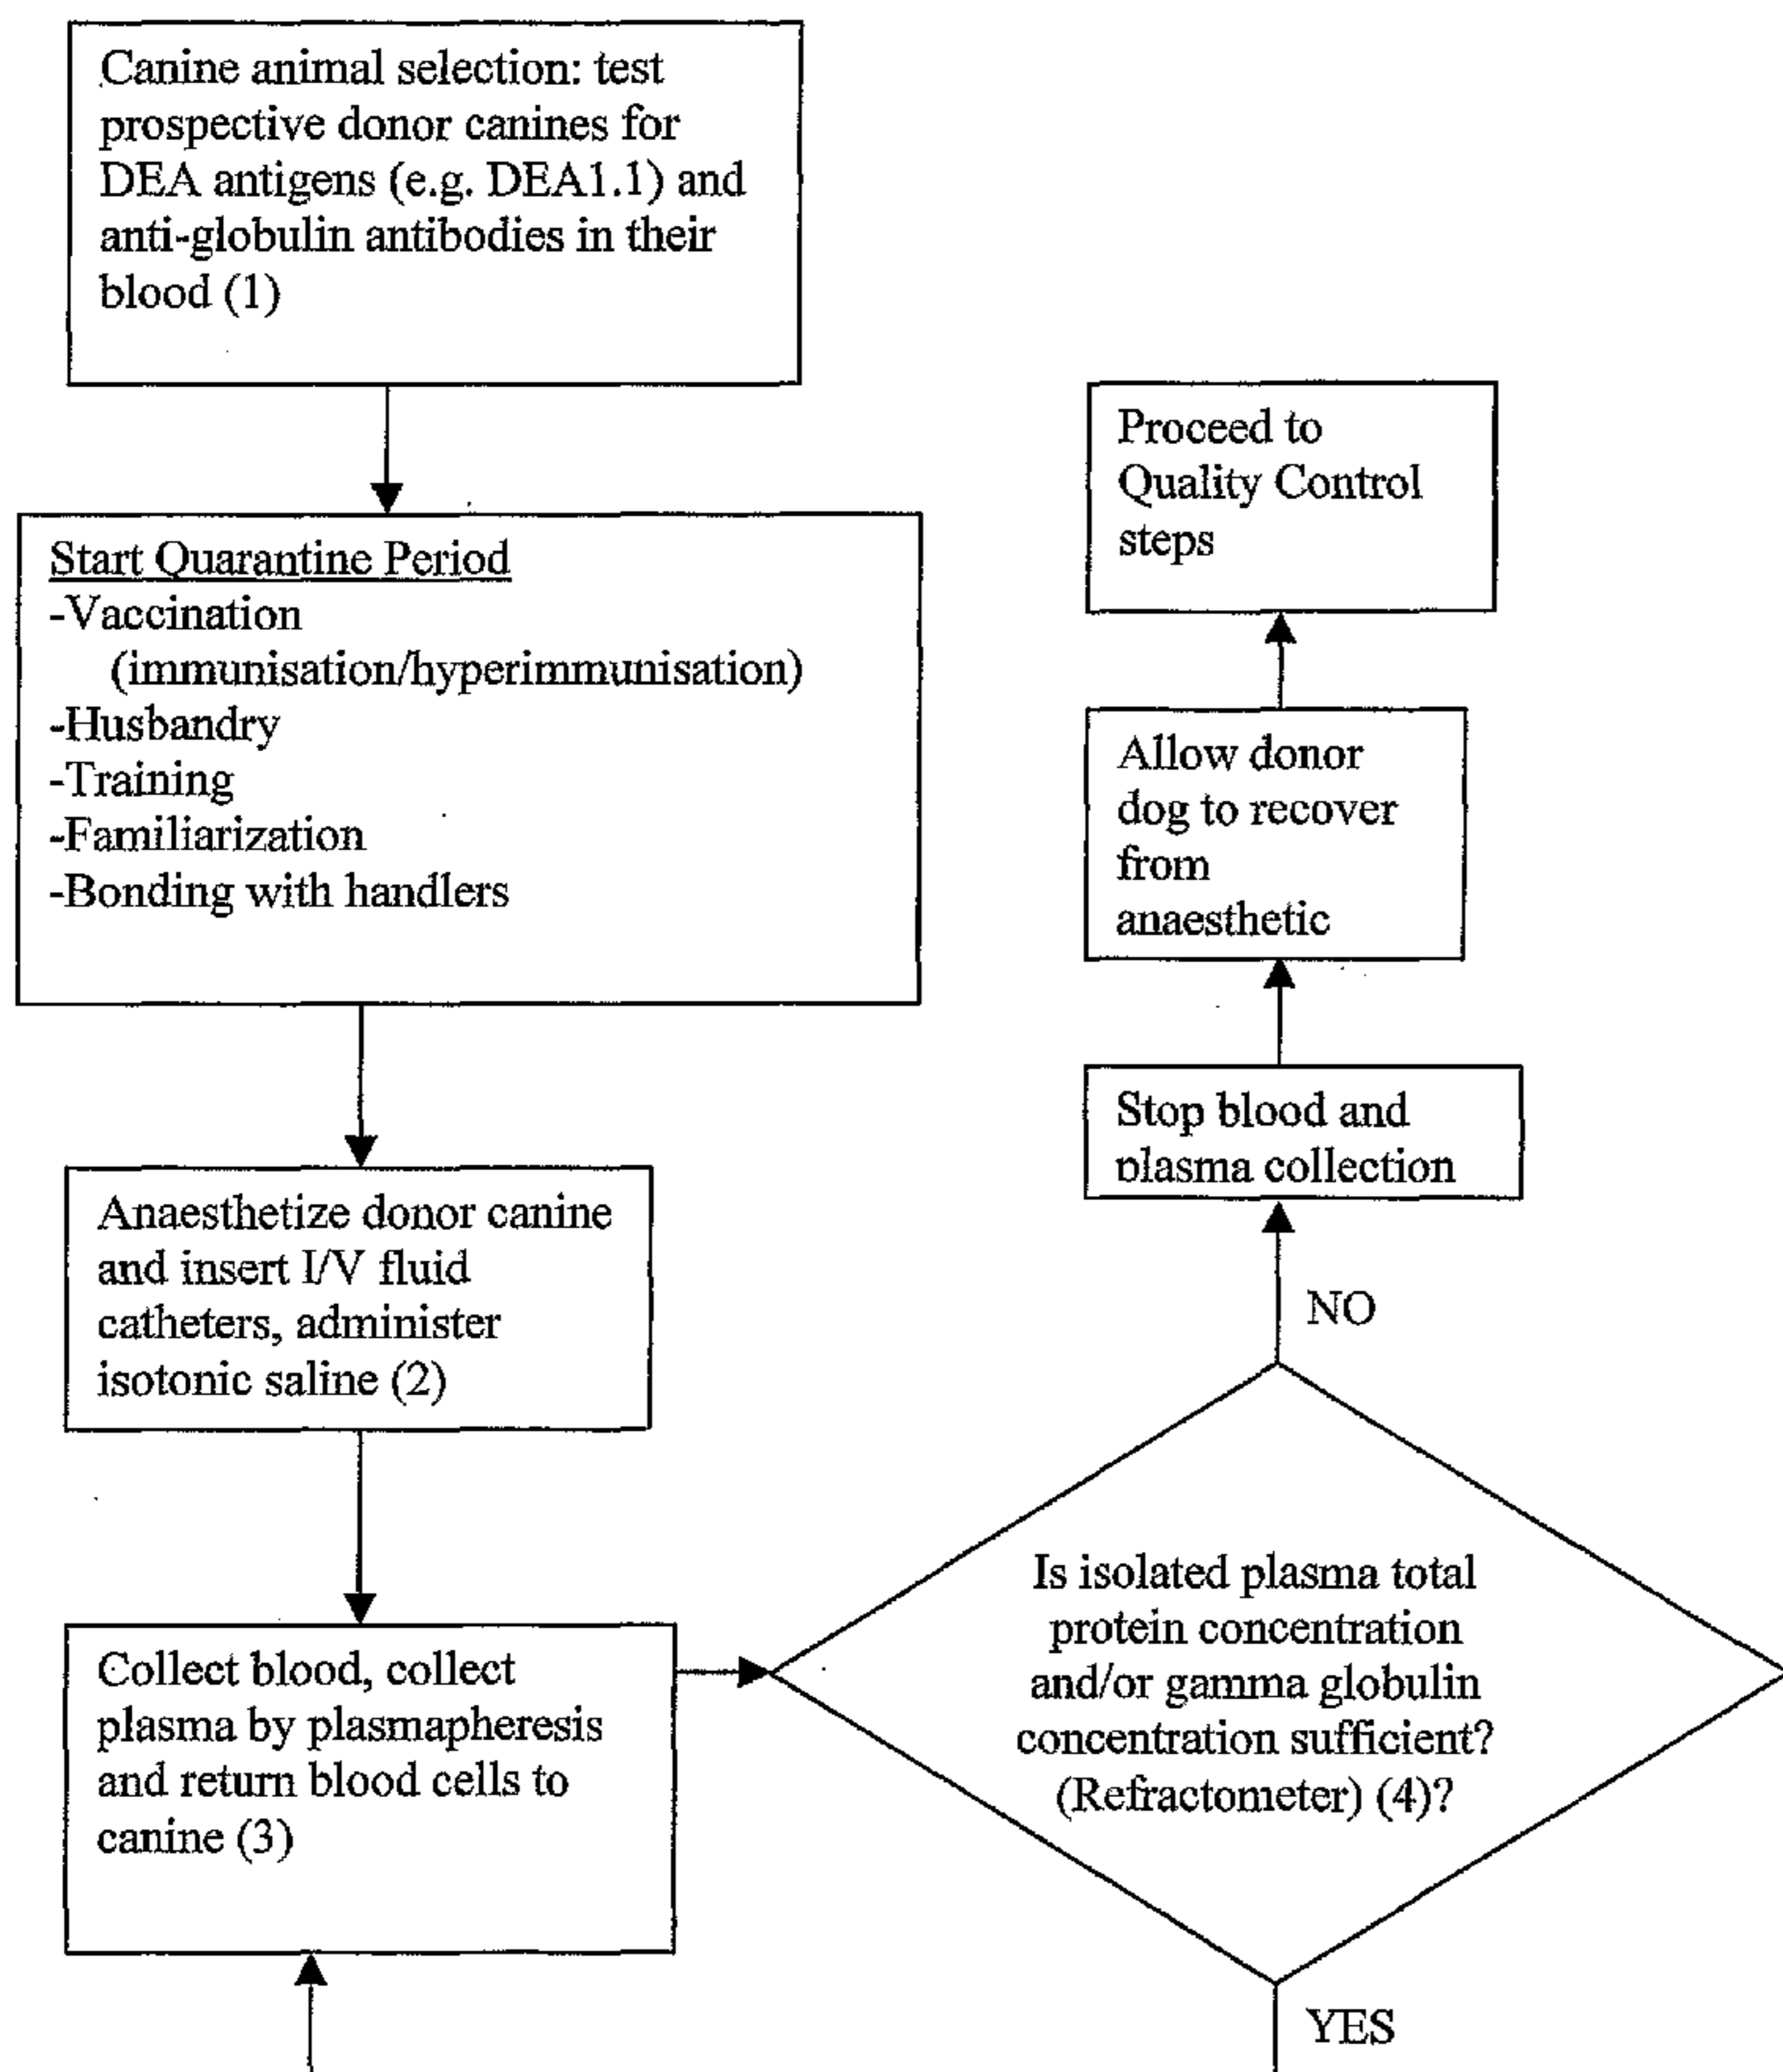 Canine animal selection: test
prospective donor canines for
DEA antigens (e.g. DEA1.1) and
anti-globulin antibodies in their
blood (1)
Start Quarantine Period
-Vaccination
(immunisation/hyperimmunisation)
-Husbandry
-Training
-Familiarization
-Bonding with handlers
Anaesthetize donor canine
and insert I/V fluid
catheters, administer
isotonic saline (2)
Collect blood, collect
plasma by plasmapheresis
and return blood cells to
canine (3)
Is isolated plasma total
protein concentration
and/or gamma globulin
concentration sufficient?
(Refractometer) (4)?
YES
NO
Stop blood and
plasma collection
Allow donor
dog to recover
from
anaesthetic
Proceed to
Quality Control
steps